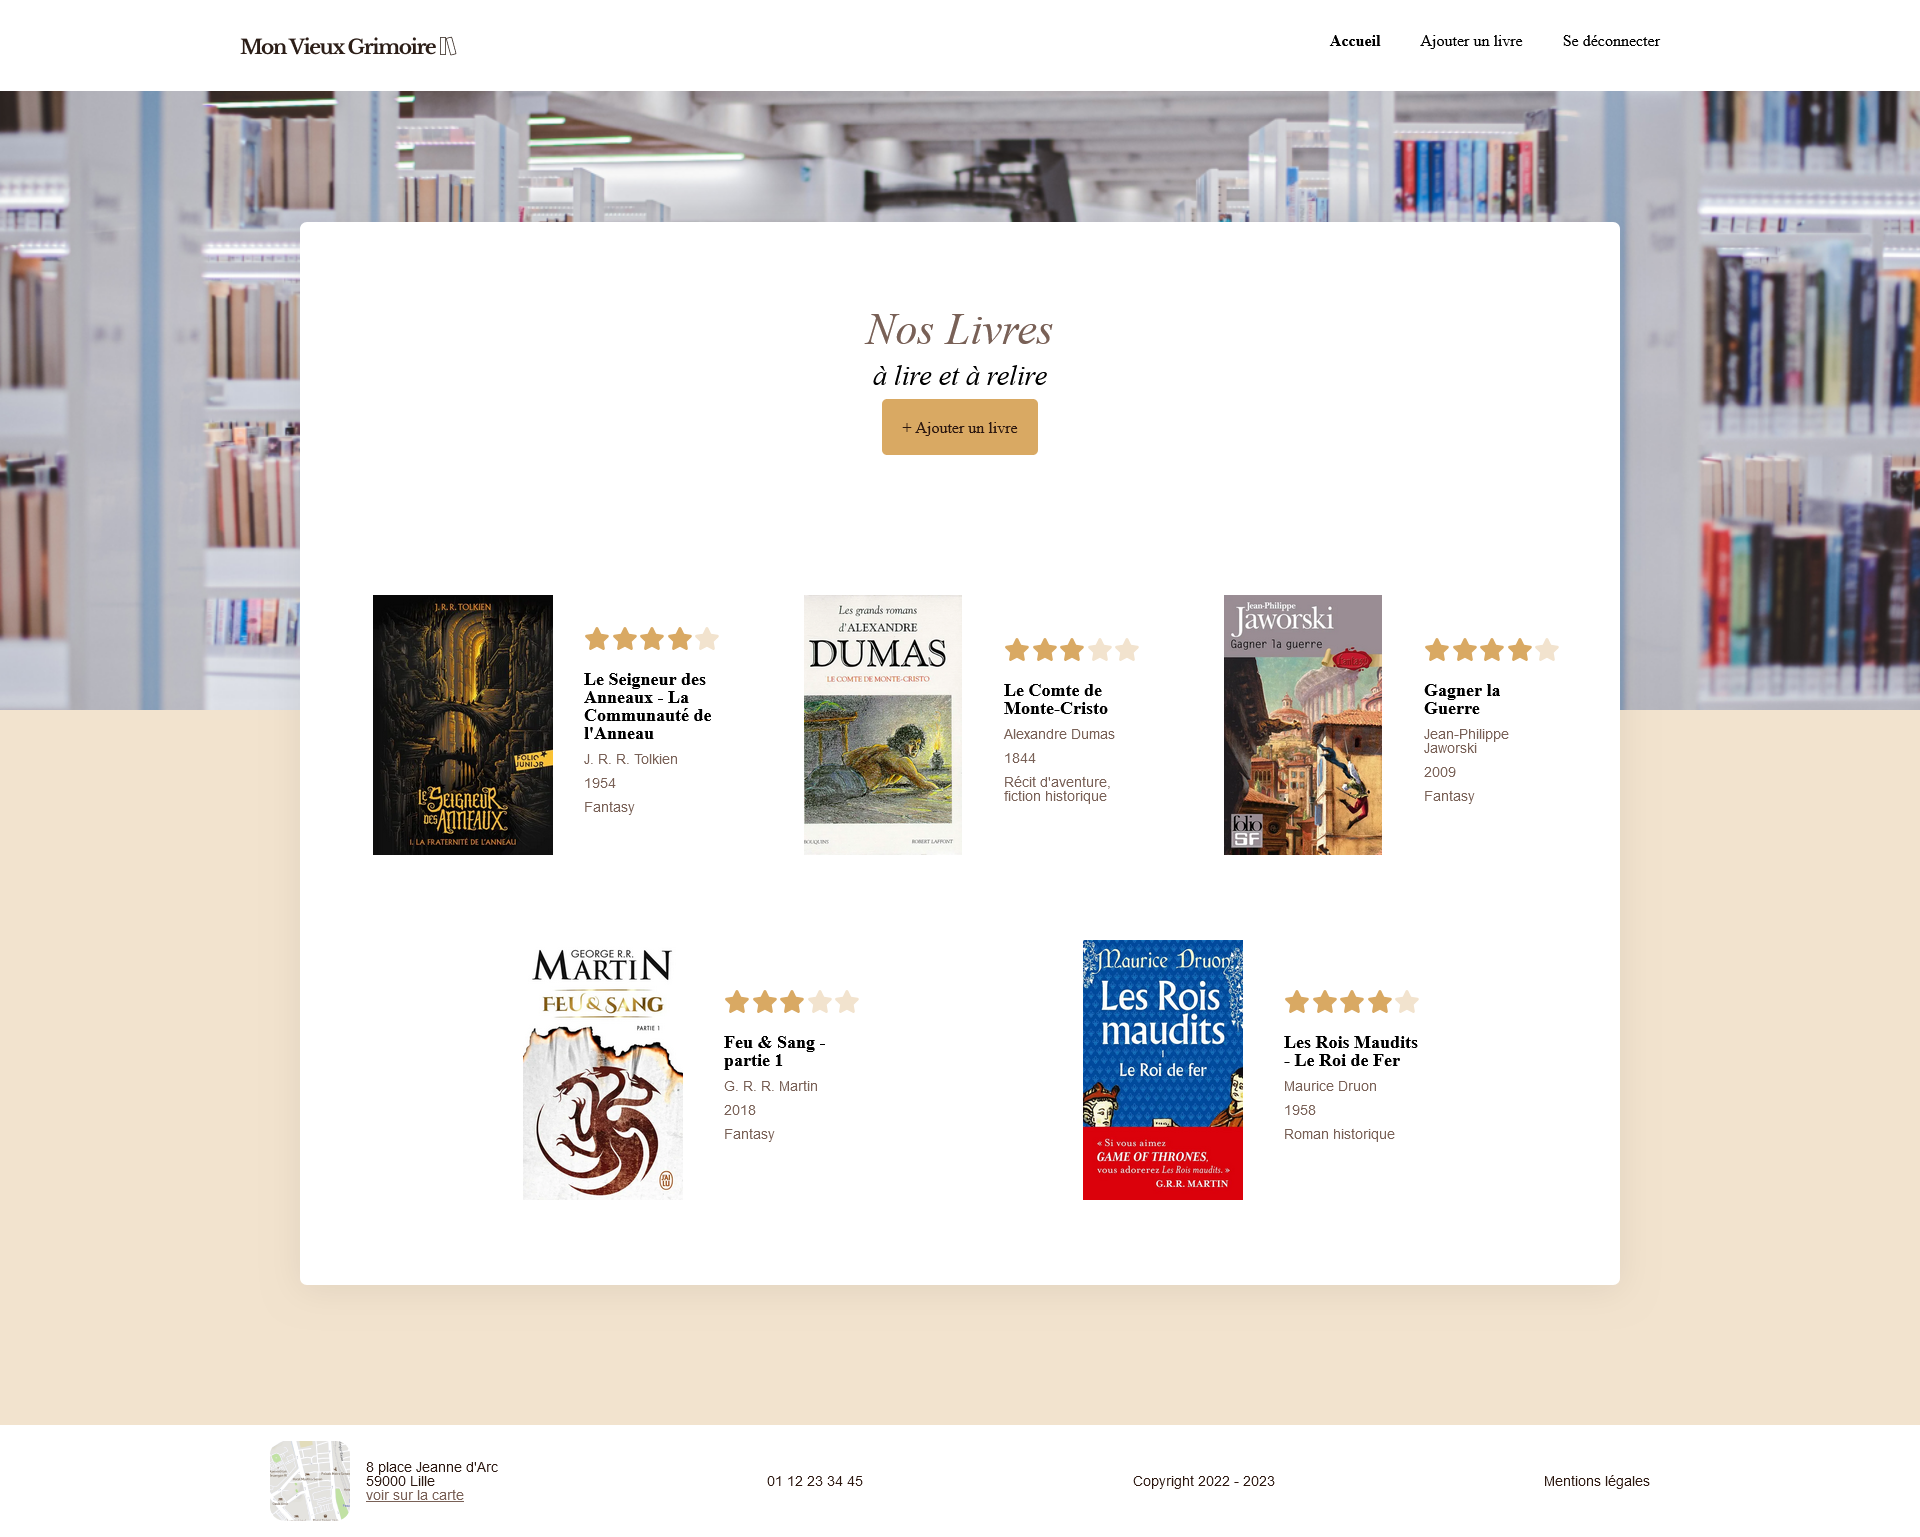 Mon Vieux Grimoire
Accueil
Ajouter un livre
Se déconnecter
Nos Livres
à lire et à relire
+ Ajouter un livre
J. R. R. TOLKIEN
FOLIO
JUNIOR
LE SEIGNEUR
DES ANNEAUX
1. LA FRATERNITÉ DE L'ANNEAU
Le Seigneur des
Anneaux - La
Communauté de
l'Anneau
J. R. R. Tolkien
1954
Fantasy
Les grands romans
d'ALEXANDRE
DUMAS
LE COMTE DE MONTE-CRISTO
BOUQUINS
ROBERT LAFFONT
Le Comte de
Monte-Cristo
Alexandre Dumas
1844
Récit d'aventure,
fiction historique
Jean-Philippe
Jaworski
Gagner la guerre
folio
SF
Gagner la
Guerre
Jean-Philippe
Jaworski
2009
Fantasy
GEORGE R.R.
MARTIN
FEU & SANG
PARTIE 1
J'AI
LU
Feu & Sang -
partie 1
G. R. R. Martin
2018
Fantasy
Maurice Druon
Les Rois
maudits
I
Le Roi de fer
« Si vous aimez
GAME OF THRONES,
vous adorerez Les Rois maudits. »
G.R.R. MARTIN
Les Rois Maudits
- Le Roi de Fer
Maurice Druon
1958
Roman historique
8 place Jeanne d'Arc
59000 Lille
voir sur la carte
01 12 23 34 45
Copyright 2022 - 2023
Mentions légales